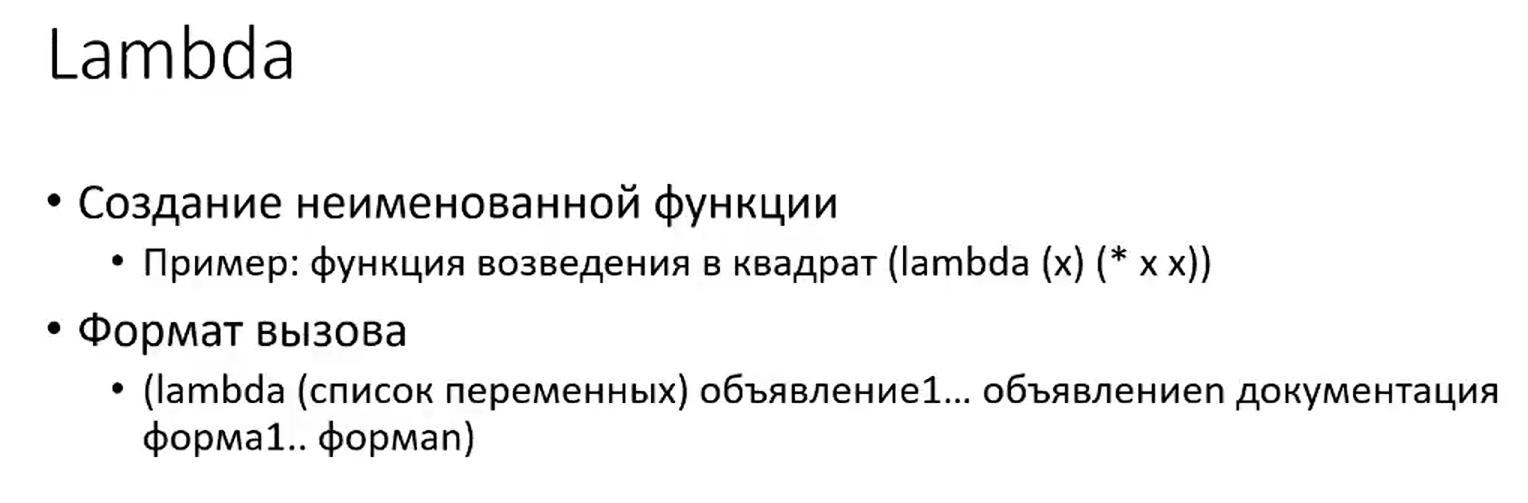 Lambda
• Создание неименованной функции
• Пример: функция возведения в квадрат (lambda (x) (* x x))
• Формат вызова
• (lambda (список переменных) объявление1... объявлениеn документация
форма1.. формаn)